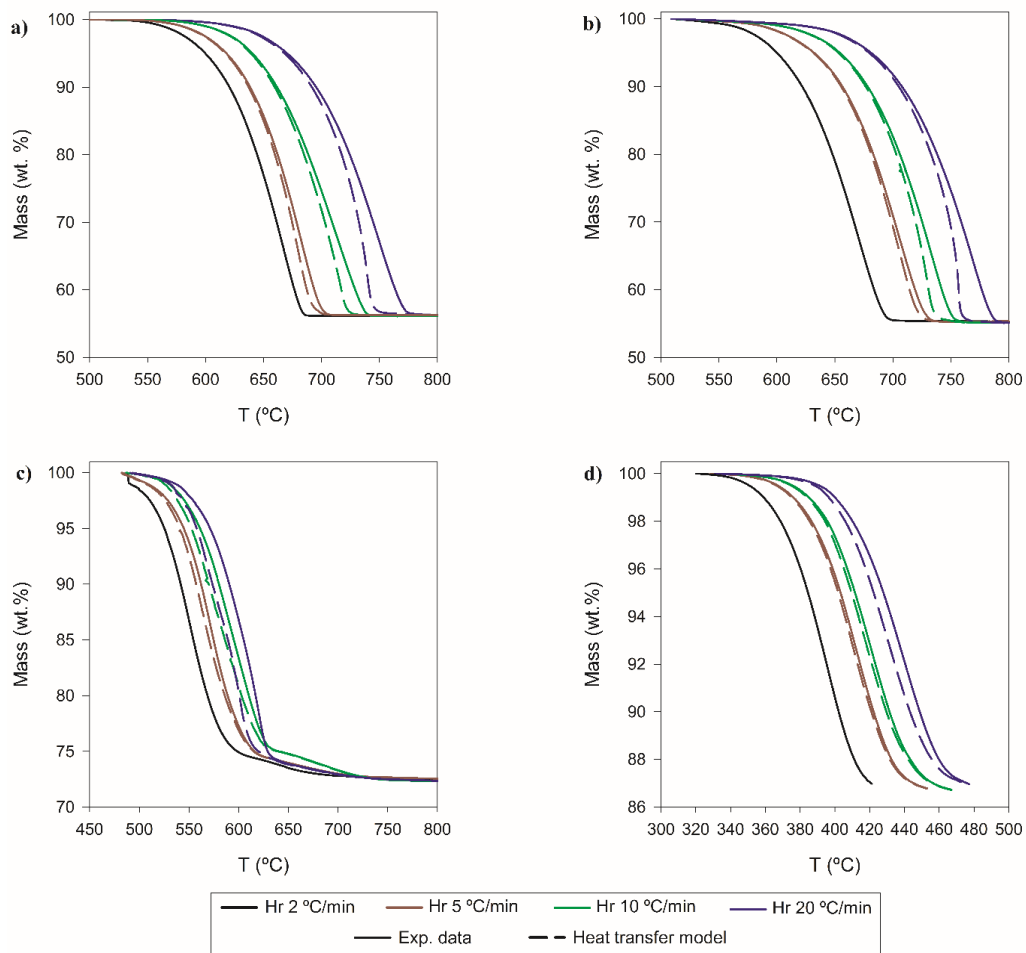 a)
100
90
80
70
60
50
Mass (wt. %)
500 550 600 650 700 750 800
T (ºC)
b)
100
90
80
70
60
50
Mass (wt. %)
500 550 600 650 700 750 800
T (ºC)
c)
100
95
90
85
80
75
70
Mass (wt.%)
450 500 550 600 650 700 750 800
T (ºC)
d)
100
98
96
94
92
90
88
86
Mass (wt.%)
300 320 340 360 380 400 420 440 460 480 500
T (ºC)
Hr 2 ºC/min Hr 5 ºC/min Hr 10 ºC/min Hr 20 ºC/min
Exp. data Heat transfer model